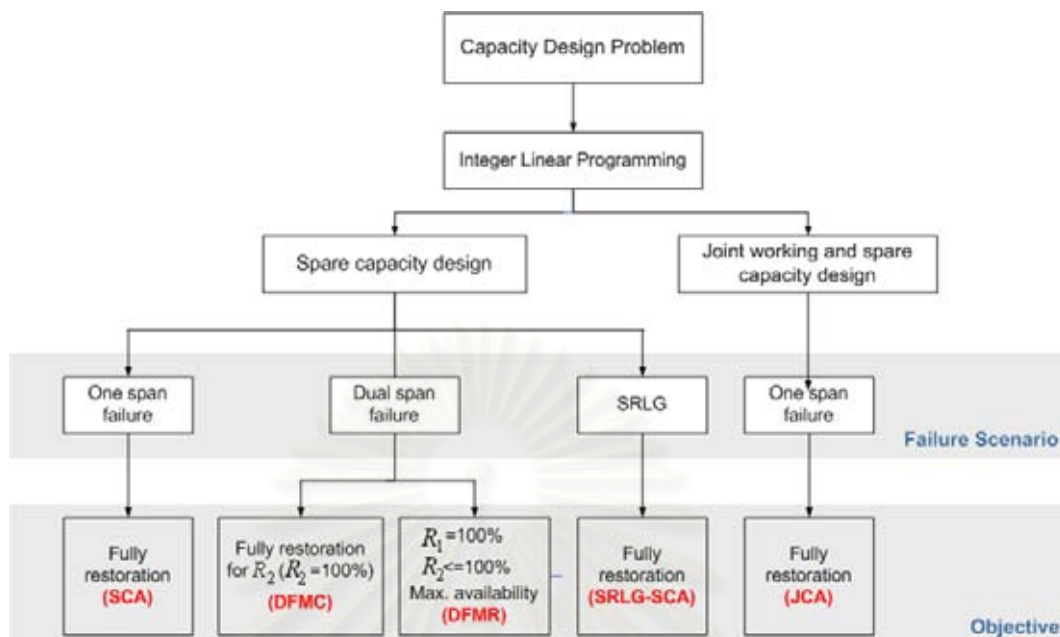 Capacity Design Problem
Integer Linear Programming
Spare capacity design
Joint working and spare
capacity design
One span
failure
Dual span
failure
SRLG
One span
failure
Failure Scenario
Fully
restoration
(SCA)
Fully restoration
for R₂ (R₂ =100%)
(DFMC)
R₁=100%
R₂<=100%
Max. availability
(DFMR)
Fully
restoration
(SRLG-SCA)
Fully
restoration
(JCA)
Objective